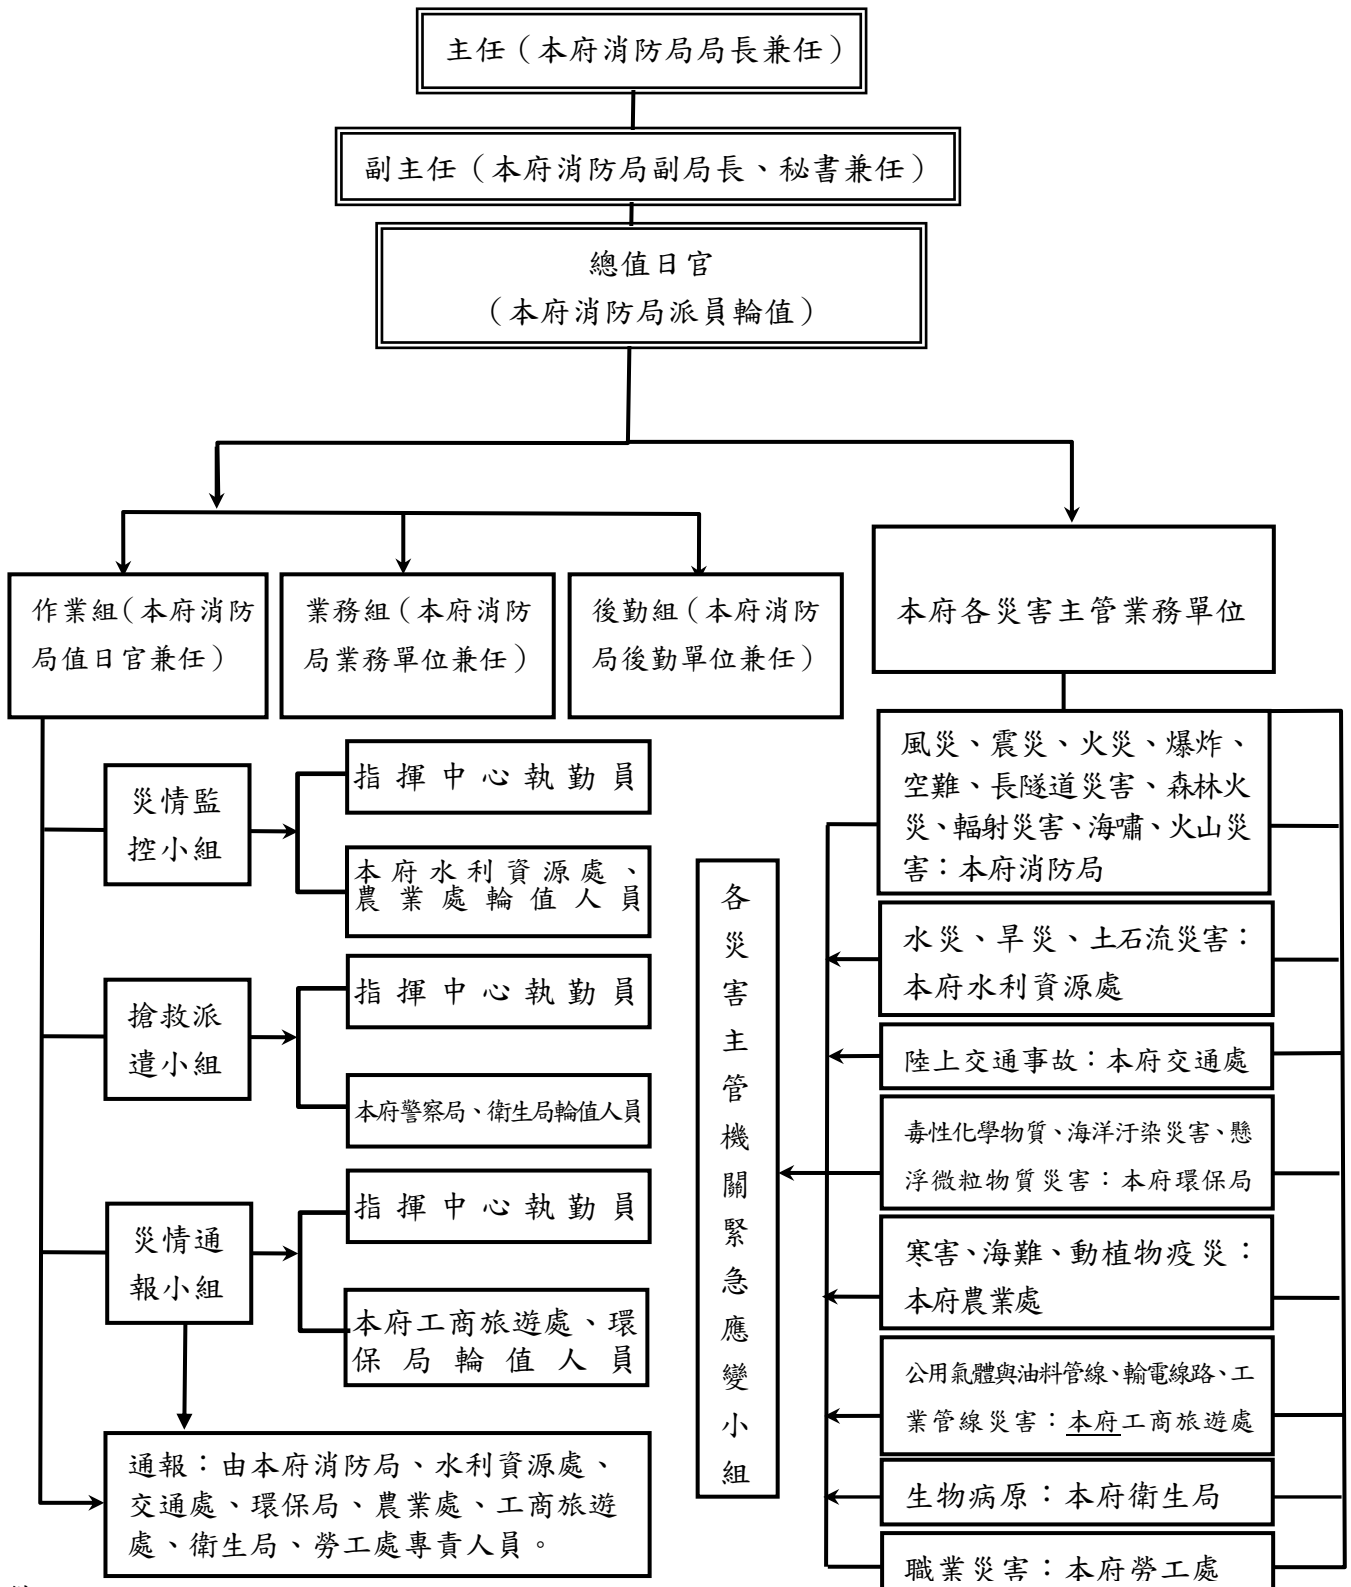 主任（本府消防局局長兼任）
副主任（本府消防局副局長、秘書兼任）
總值日官
（本府消防局派員輪值）
作業組（本府消防
局值日官兼任）
業務組（本府消防
局業務單位兼任）
後勤組（本府消防
局後勤單位兼任）
本府各災害主管業務單位
災情監
控小組
指揮中心執勤員
本府水利資源處、
農業處輪值人員
搶救派
遣小組
指揮中心執勤員
本府警察局、衛生局輪值人員
災情通
報小組
指揮中心執勤員
本府工商旅遊處、環
保局輪值人員
通報：由本府消防局、水利資源處、
交通處、環保局、農業處、工商旅遊
處、衛生局、勞工處專責人員。
各
災
害
主
管
機
關
緊
急
應
變
小
組
風災、震災、火災、爆炸、
空難、長隧道災害、森林火
災、輻射災害、海嘯、火山災
害：本府消防局
水災、旱災、土石流災害：
本府水利資源處
陸上交通事故：本府交通處
毒性化學物質、海洋汙染災害、懸
浮微粒物質災害：本府環保局
寒害、海難、動植物疫災：
本府農業處
公用氣體與油料管線、輸電線路、工
業管線災害：本府工商旅遊處
生物病原：本府衛生局
職業災害：本府勞工處